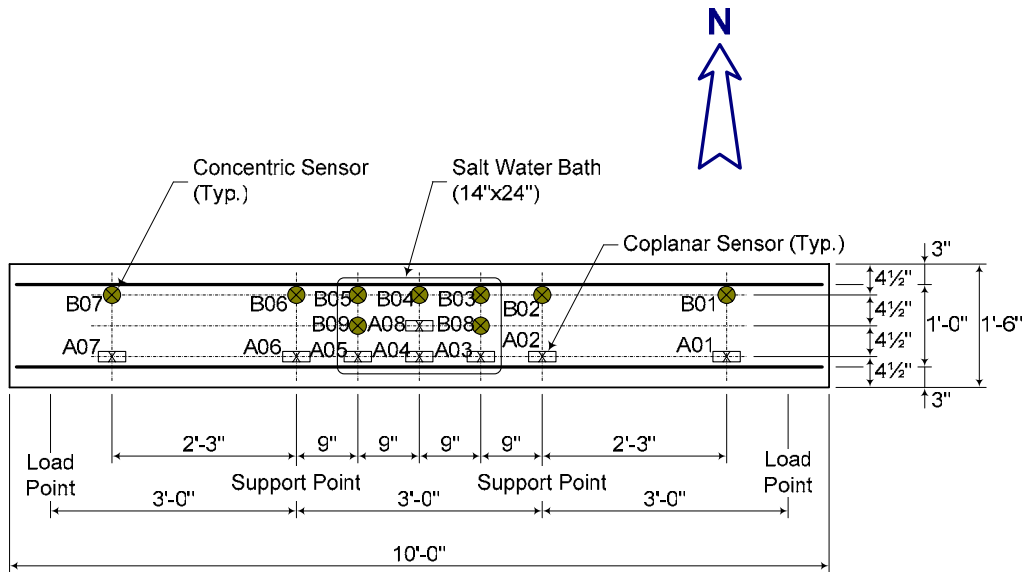 N
Concentric Sensor
(Typ.)
Salt Water Bath
(14"x24")
Coplanar Sensor (Typ.)
3"
4½"
B07
B06
B05
B04
B03
B02
B01
4½"
B09
A08
B08
1'-0"
1'-6"
A07
A06
A05
A04
A03
A02
A01
4½"
4½"
3"
2'-3"
9"
9"
9"
9"
2'-3"
Load
Point
Support Point
Support Point
Load
Point
3'-0"
3'-0"
3'-0"
10'-0"